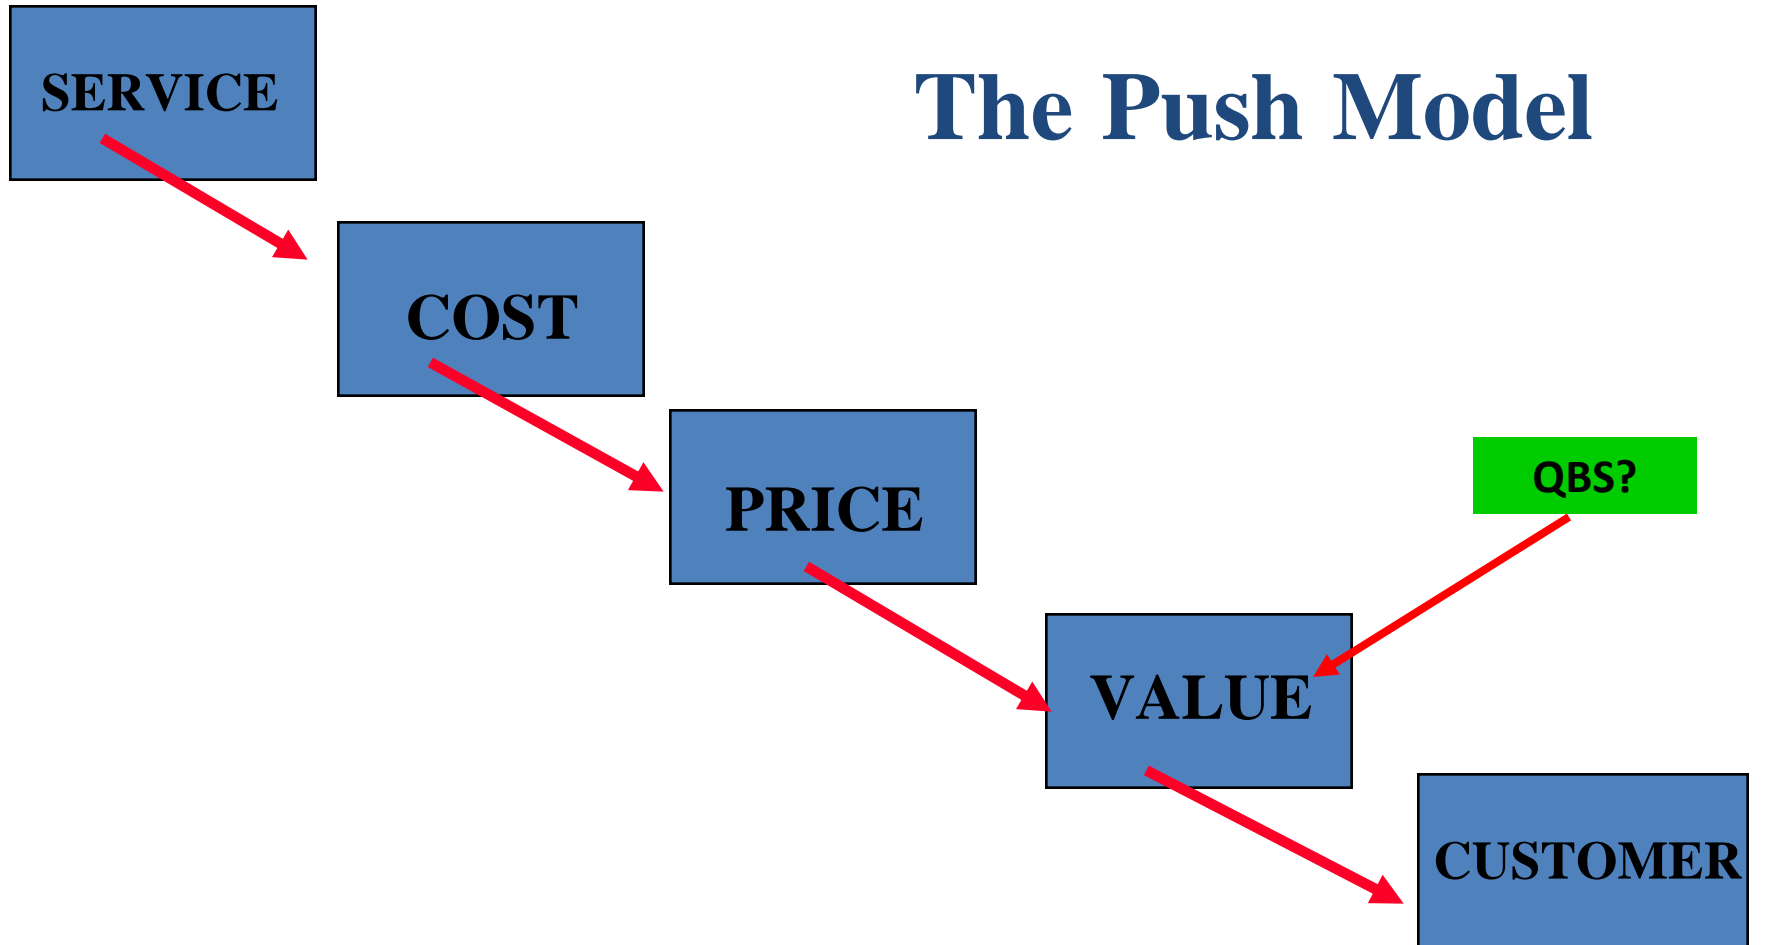 SERVICE
The Push Model
COST
PRICE
QBS?
VALUE
CUSTOMER